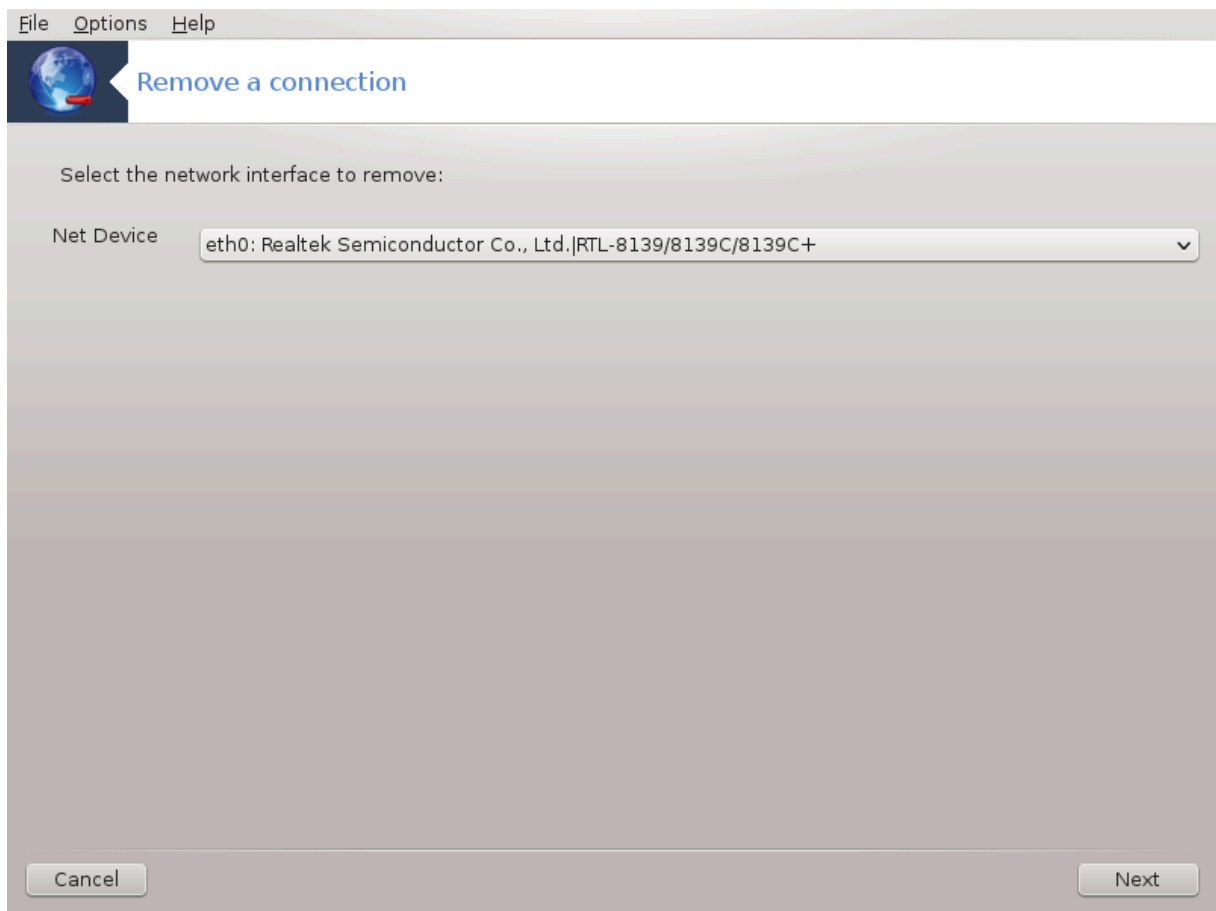 File Options Help
Remove a connection
Select the network interface to remove:
Net Device eth0: Realtek Semiconductor Co., Ltd.|RTL-8139/8139C/8139C+
Cancel Next